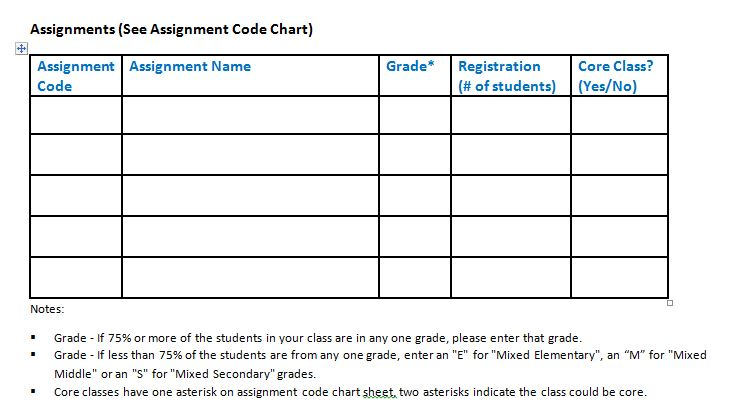 Assignments (See Assignment Code Chart)
Assignment Code Assignment Name Grade* Registration (# of students) Core Class? (Yes/No)
Notes:
▪ Grade - If 75% or more of the students in your class are in any one grade, please enter that grade.
▪ Grade - If less than 75% of the students are from any one grade, enter an "E" for "Mixed Elementary", an “M” for "Mixed
Middle" or an "S" for "Mixed Secondary" grades.
▪ Core classes have one asterisk on assignment code chart sheet, two asterisks indicate the class could be core.